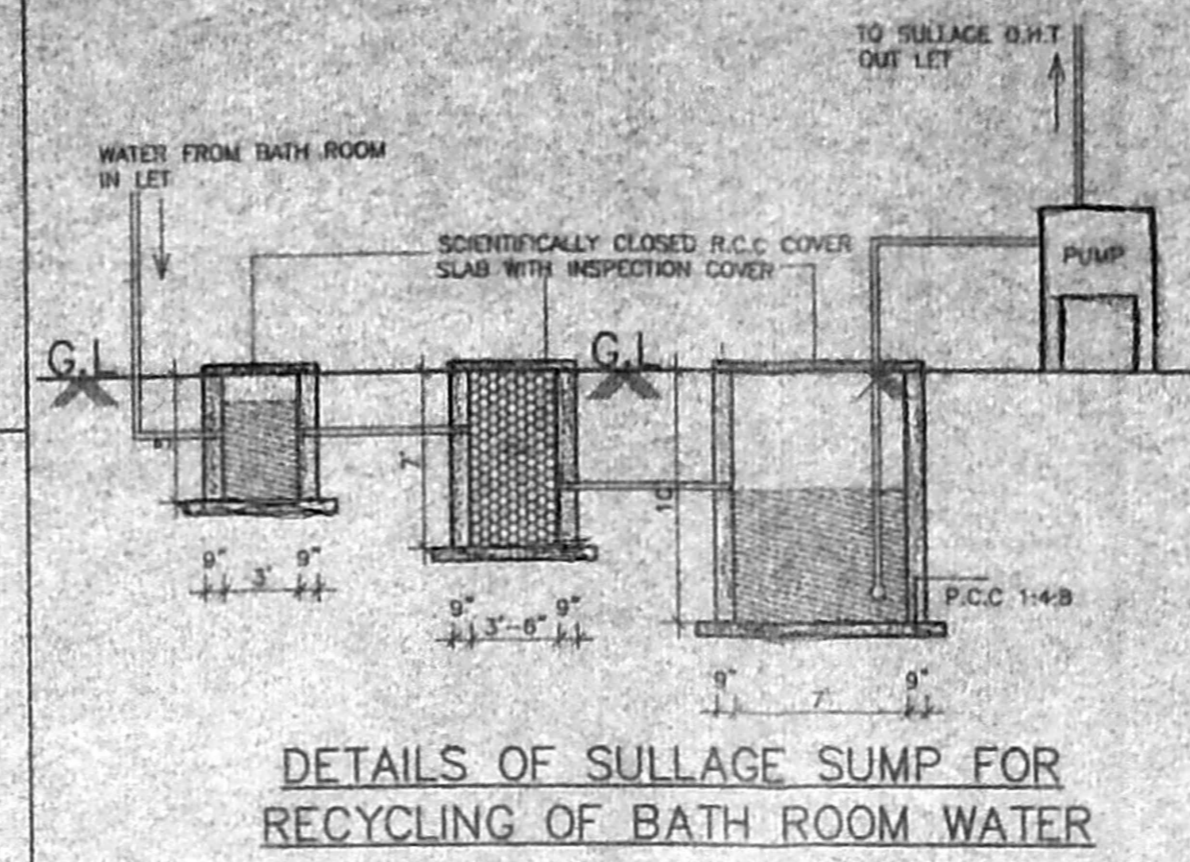 TO SULLAGE O.H.T
OUT LET
WATER FROM BATH ROOM
IN LET
SCIENTIFICALLY CLOSED R.C.C COVER
SLAB WITH INSPECTION COVER
PUMP
G.L
G.L
7'
10
9" 3' 9"
9" 3'-6" 9"
P.C.C 1:4:8
9" 7' 9"
DETAILS OF SULLAGE SUMP FOR
RECYCLING OF BATH ROOM WATER